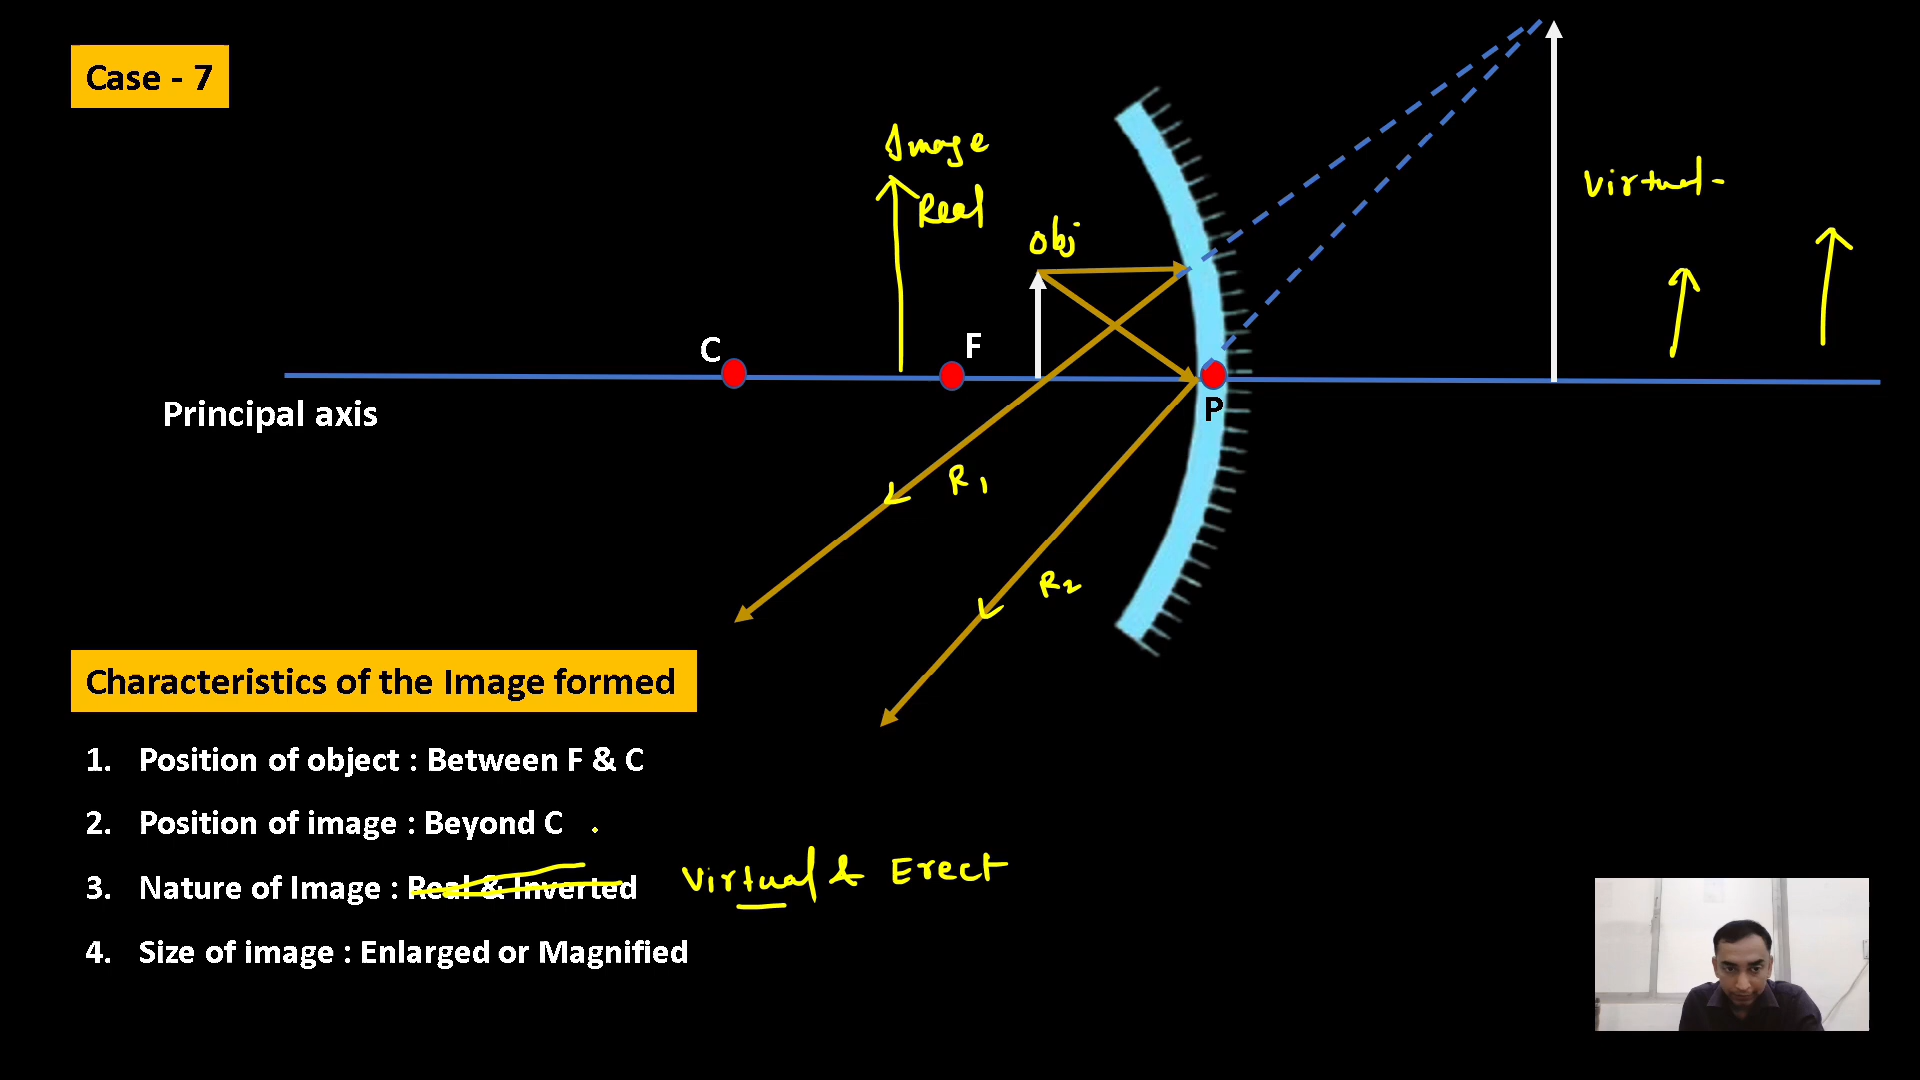 Case - 7
Image
Real
Virtual -
Obj
C
F
P
Principal axis
R1
R2
Characteristics of the Image formed
1. Position of object : Between F & C
2. Position of image : Beyond C .
3. Nature of Image : Real & Inverted Virtual & Erect
4. Size of image : Enlarged or Magnified